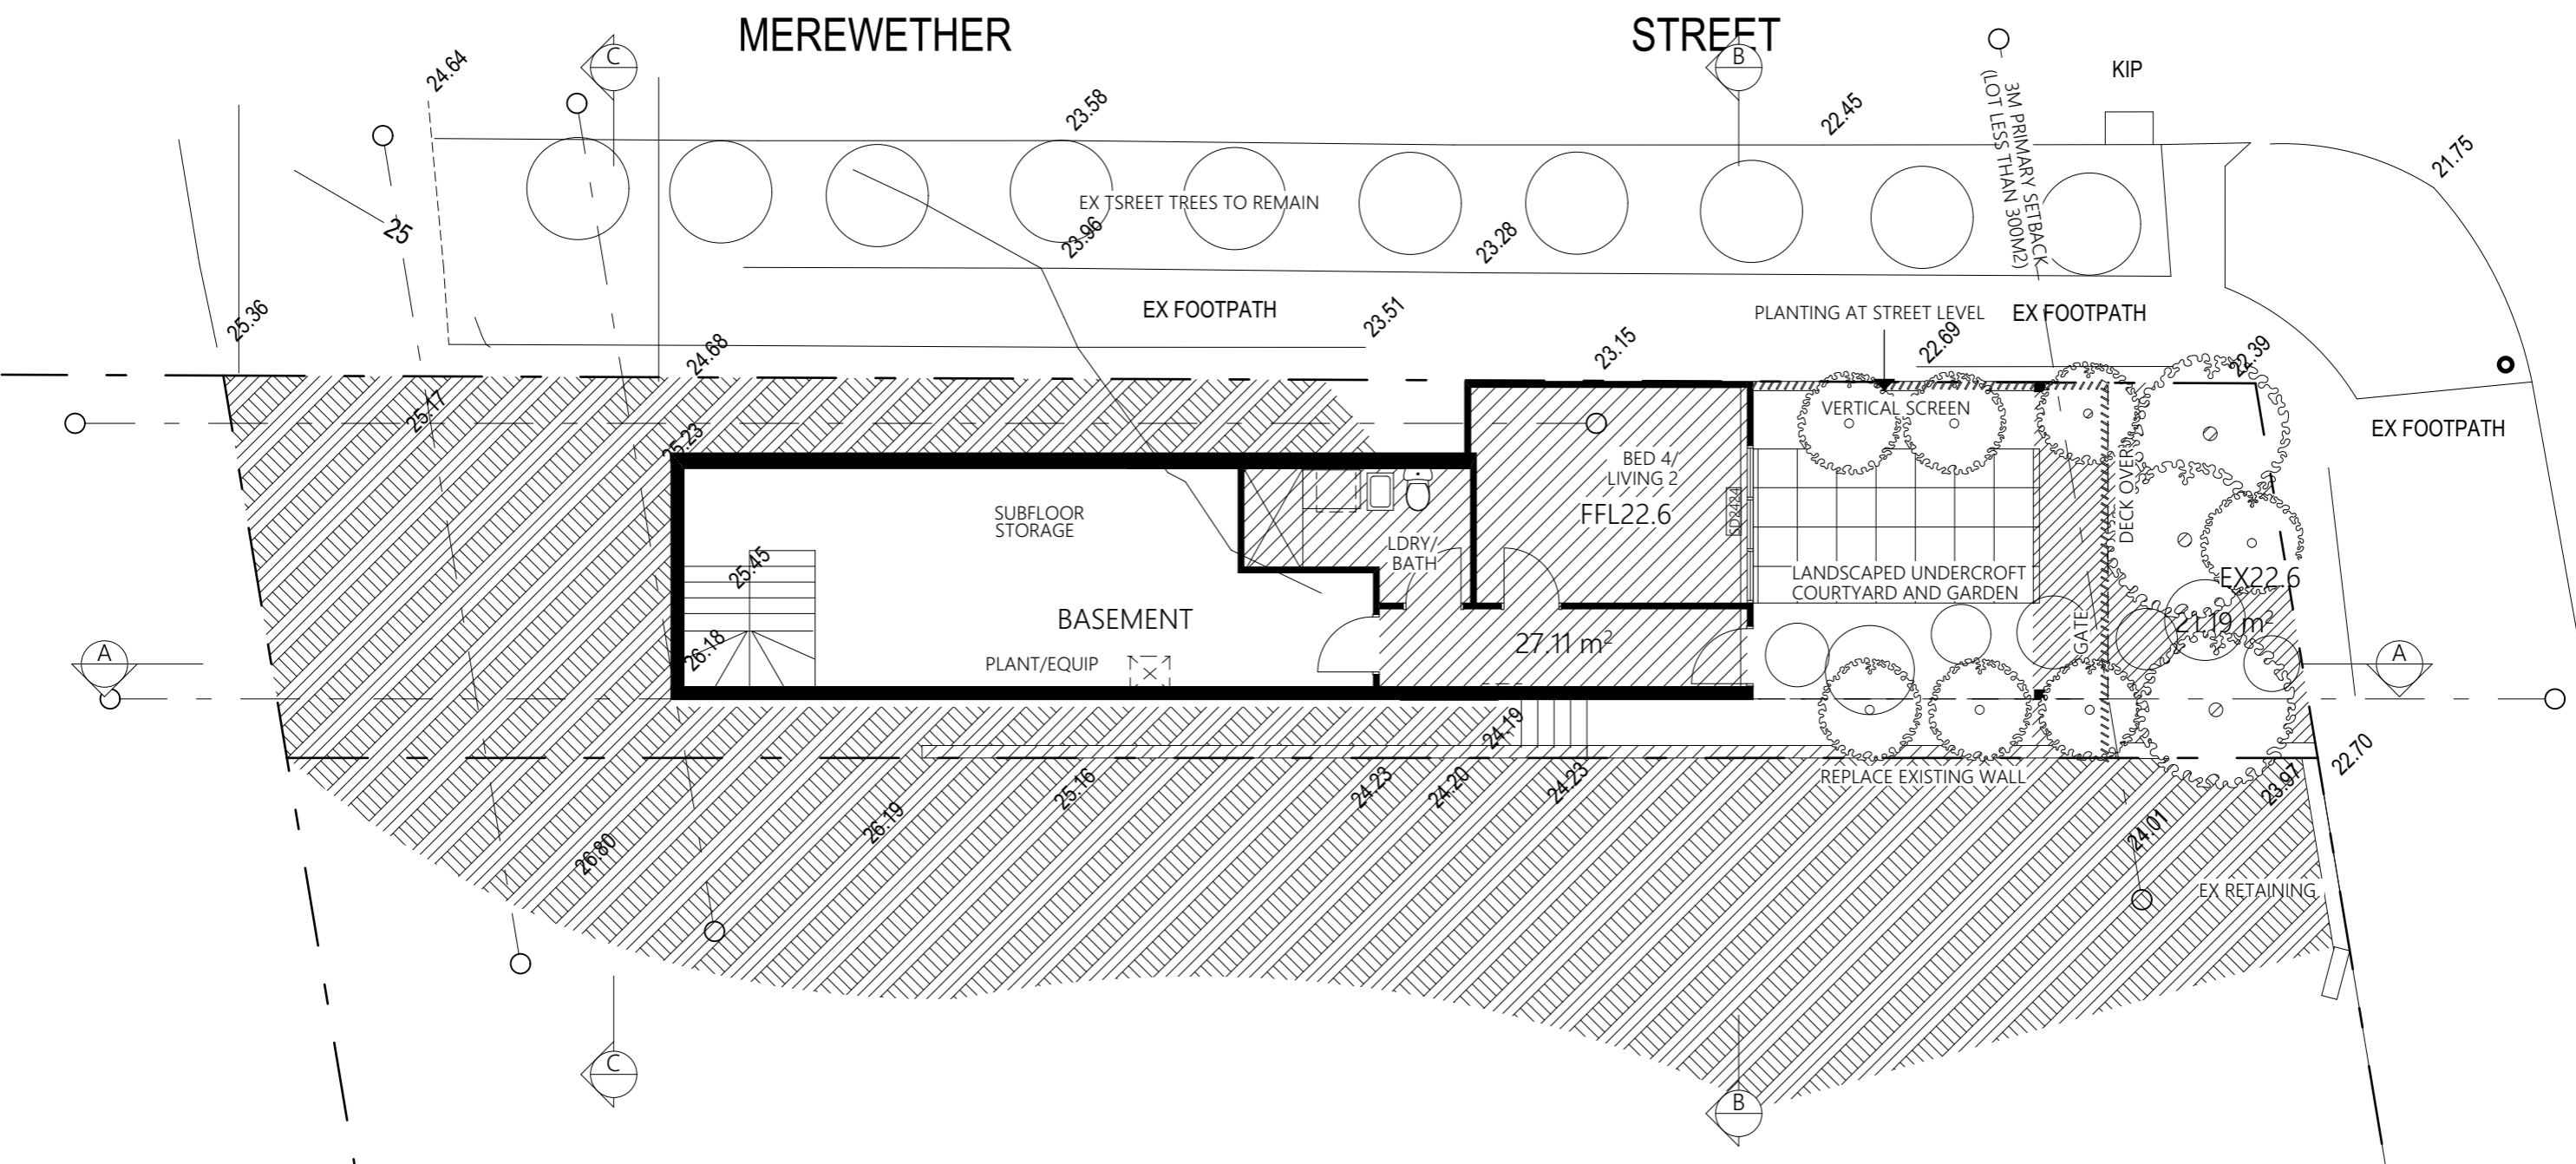 MEREWETHER STREET
24.64
C
B
KIP
3M PRIMARY SETBACK
(LOT LESS THAN 300M2)
23.58
22.45
21.75
25
EX TSREET TREES TO REMAIN
23.96
23.28
25.36
EX FOOTPATH
23.51
PLANTING AT STREET LEVEL
EX FOOTPATH
24.68
23.15
22.69
22.39
25.17
25.23
VERTICAL SCREEN
EX FOOTPATH
BED 4/
LIVING 2
FFL22.6
SD2424
DECK OVER
SUBFLOOR
STORAGE
LDRY/
BATH
25.45
LANDSCAPED UNDERCROFT
COURTYARD AND GARDEN
EX22.6
21.19 m²
BASEMENT
GATE
27.11 m²
26.18
PLANT/EQUIP
A
A
24.19
25.16
24.23
24.20
24.23
REPLACE EXISTING WALL
23.97
22.70
26.19
26.80
24.01
EX RETAINING
C
B